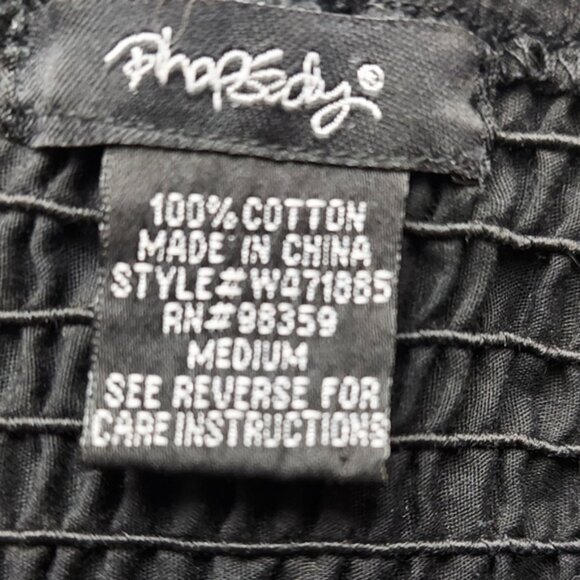 Rhapsody®
100% COTTON
MADE IN CHINA
STYLE# W471885
RN#98359
MEDIUM
SEE REVERSE FOR
CARE INSTRUCTIONS